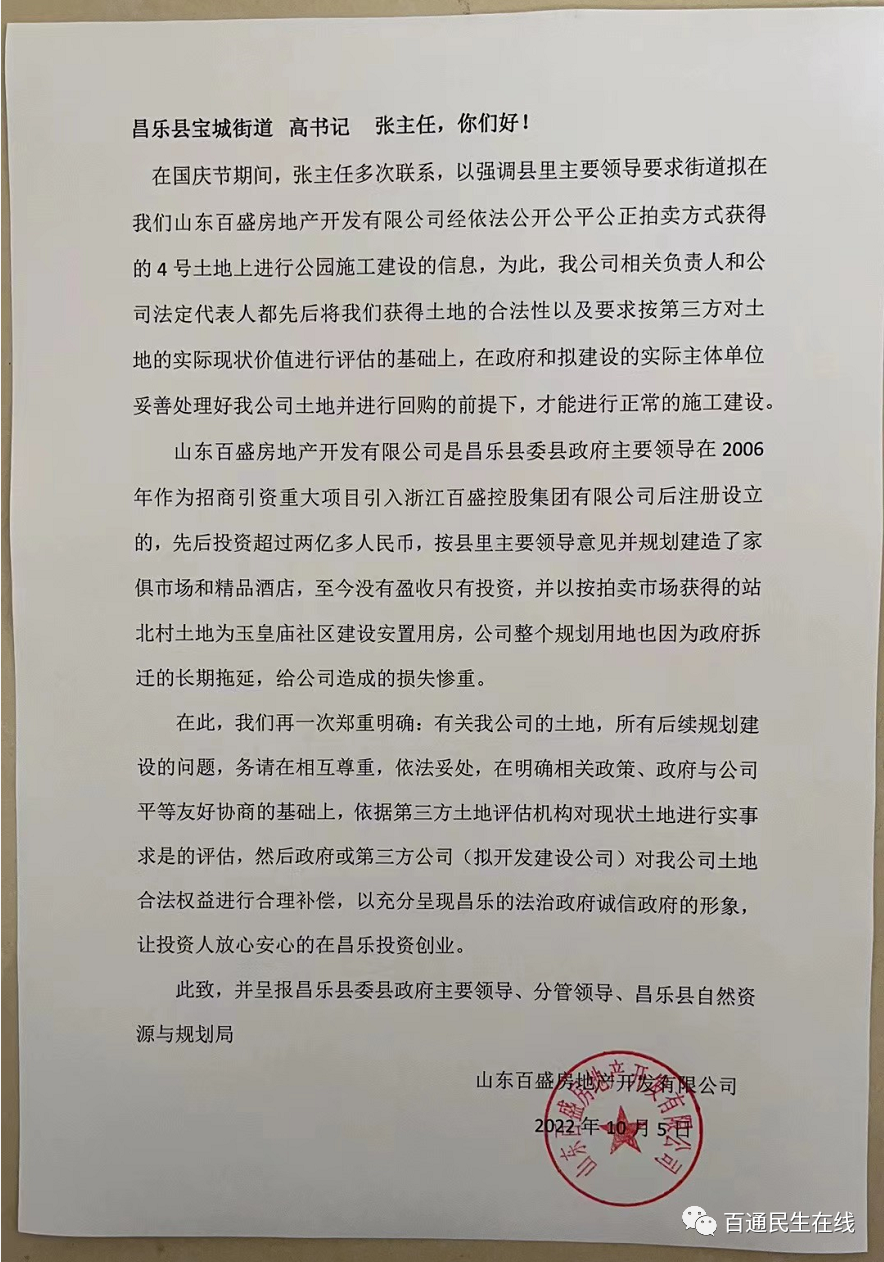 昌乐县宝城街道 高书记 张主任，你们好！
在国庆节期间，张主任多次联系，以强调县里主要领导要求街道拟在
我们山东百盛房地产开发有限公司经依法公开公平公正拍卖方式获得
的 4 号土地上进行公园施工建设的信息，为此，我公司相关负责人和公
司法定代表人都先后将我们获得土地的合法性以及要求按第三方对土
地的实际现状价值进行评估的基础上，在政府和拟建设的实际主体单位
妥善处理好我公司土地并进行回购的前提下，才能进行正常的施工建设。
山东百盛房地产开发有限公司是昌乐县委县政府主要领导在 2006
年作为招商引资重大项目引入浙江百盛控股集团有限公司后注册设立
的，先后投资超过两亿多人民币，按县里主要领导意见并规划建造了家
俱市场和精品酒店，至今没有盈收只有投资，并以按拍卖市场获得的站
北村土地为玉皇庙社区建设安置用房，公司整个规划用地也因为政府拆
迁的长期拖延，给公司造成的损失惨重。
在此，我们再一次郑重明确：有关我公司的土地，所有后续规划建
设的问题，务请在相互尊重，依法妥处，在明确相关政策、政府与公司
平等友好协商的基础上，依据第三方土地评估机构对现状土地进行实事
求是的评估，然后政府或第三方公司（拟开发建设公司）对我公司土地
合法权益进行合理补偿，以充分呈现昌乐的法治政府诚信政府的形象，
让投资人放心安心的在昌乐投资创业。
此致，并呈报昌乐县委县政府主要领导、分管领导、昌乐县自然资
源与规划局
山东百盛房地产开发有限公司
2022 年 10 月 5 日
山东百盛房地产开发有限公司
百通民生在线